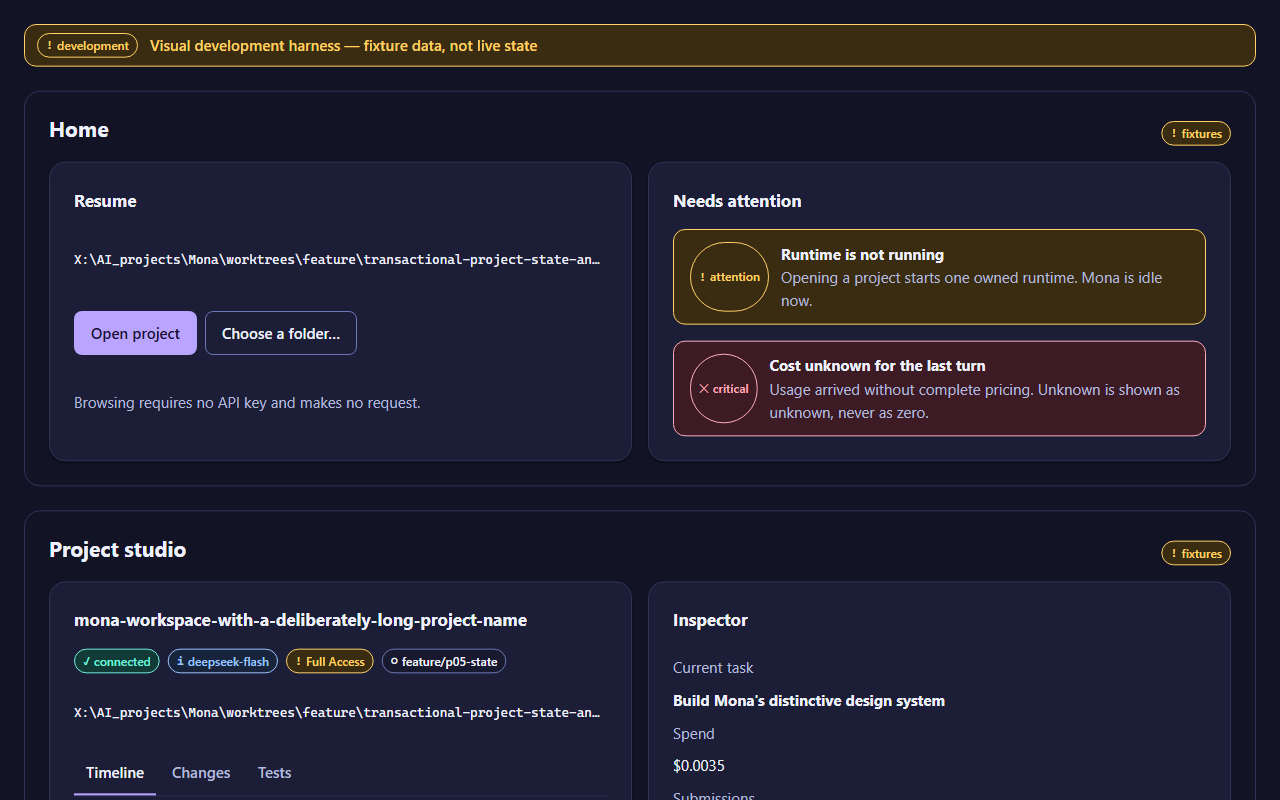 ! development Visual development harness — fixture data, not live state
Home
! fixtures
Resume
X:\AI_projects\Mona\worktrees\feature\transactional-project-state-an…
Open project
Choose a folder…
Browsing requires no API key and makes no request.
Needs attention
! attention
Runtime is not running
Opening a project starts one owned runtime. Mona is idle
now.
✕ critical
Cost unknown for the last turn
Usage arrived without complete pricing. Unknown is shown as
unknown, never as zero.
Project studio
! fixtures
mona-workspace-with-a-deliberately-long-project-name
✓ connected
i deepseek-flash
! Full Access
feature/p05-state
X:\AI_projects\Mona\worktrees\feature\transactional-project-state-an…
Timeline
Changes
Tests
Inspector
Current task
Build Mona's distinctive design system
Spend
$0.0035
Submissions